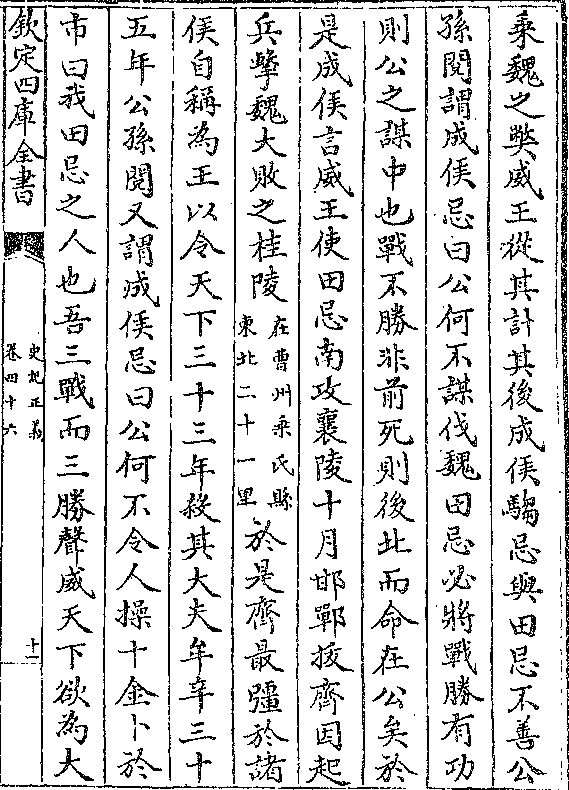 乗魏之弊威王從其計其後成侯騶忌與田忌不善公
孫閲謂成侯忌曰公何不謀伐魏田忌必將戰勝有功
則公之謀中也戰不勝非前死則後北而命在公矣於
是成侯言威王使田忌南攻襄陵十月邯鄲拔齊因起
兵擊魏大敗之桂陵在曹州乗氏縣東北二十一里於是齊最彊於諸
侯自稱為王以令天下三十三年殺其大夫牟辛三十
五年公孫閲又謂成侯忌曰公何不令人操十金卜於
市曰我田忌之人也吾三戰而三勝聲威天下欲為大
欽定四庫全書
史記正義
卷四十六
十一